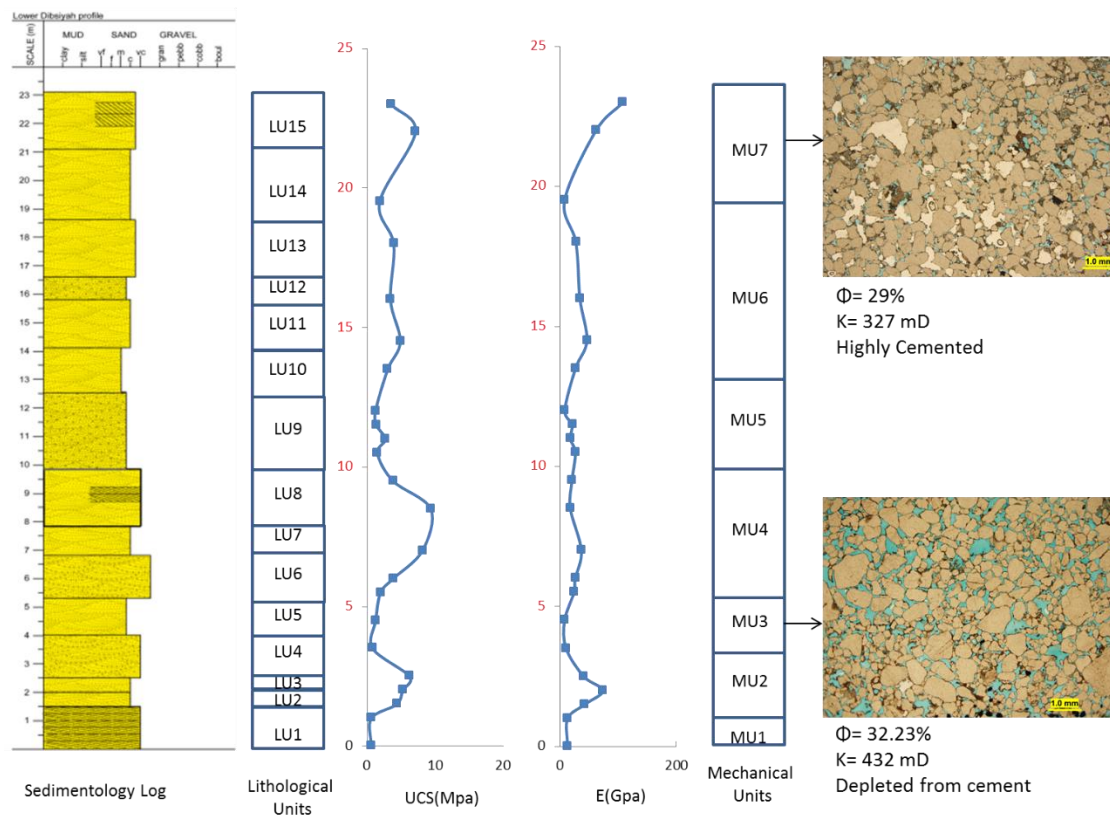 Lower Dibsiyah profile
SCALE (m)
MUD
SAND
GRAVEL
clay
silt
vf
f
m
c
vc
gran
pebb
cobb
boul
23
22
21
20
19
18
17
16
15
14
13
12
11
10
9
8
7
6
5
4
3
2
1
Sedimentology Log
LU15
LU14
LU13
LU12
LU11
LU10
LU9
LU8
LU7
LU6
LU5
LU4
LU3
LU2
LU1
Lithological
Units
25
20
15
10
5
0
0
10
20
UCS(Mpa)
25
20
15
10
5
0
0
200
E(Gpa)
MU7
MU6
MU5
MU4
MU3
MU2
MU1
Mechanical
Units
1.0 mm
Φ= 29%
K= 327 mD
Highly Cemented
1.0 mm
Φ= 32.23%
K= 432 mD
Depleted from cement